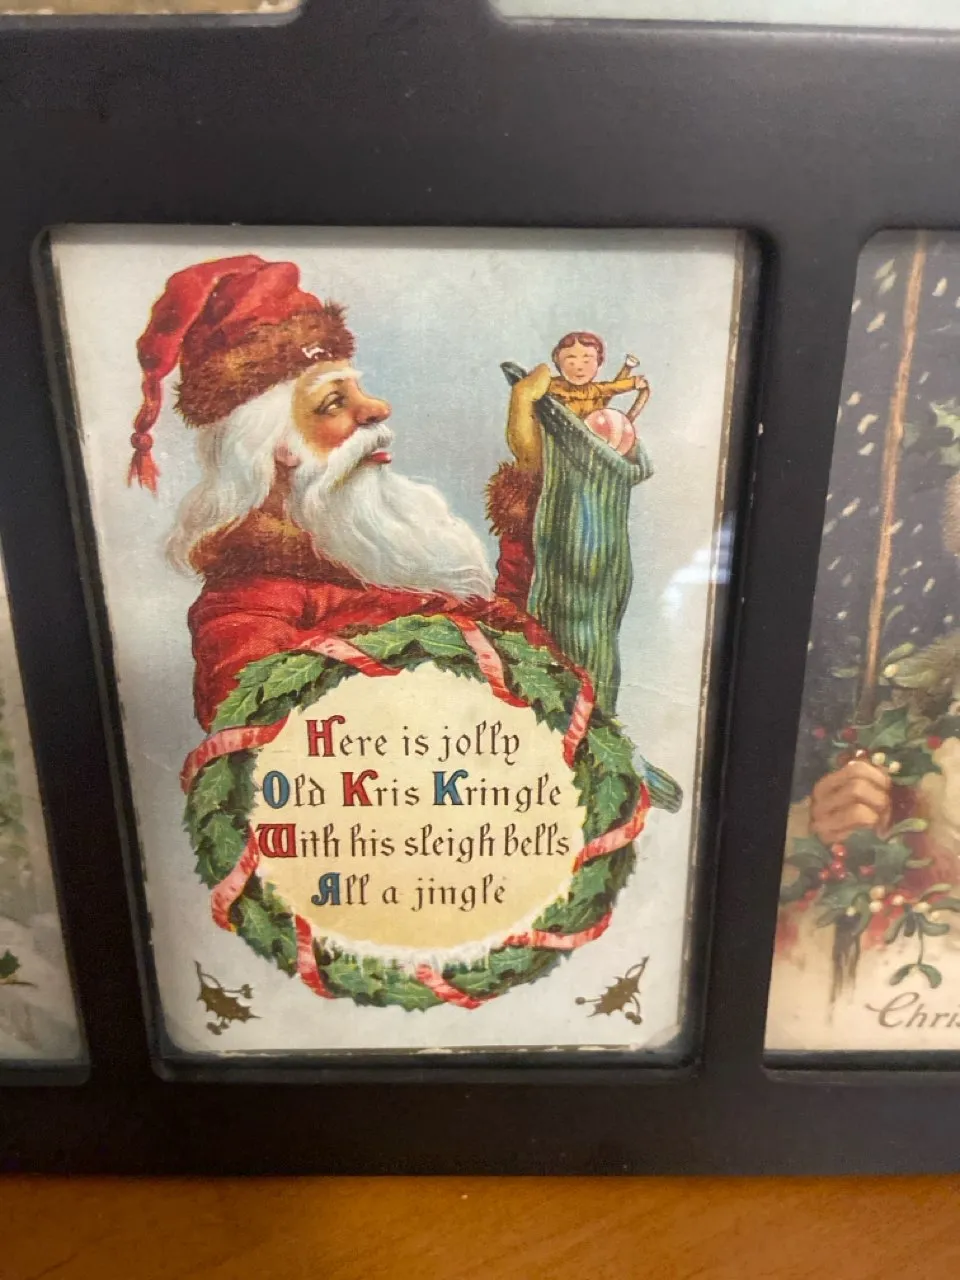 Here is jolly
Old Kris Kringle
With his sleigh bells
All a jingle